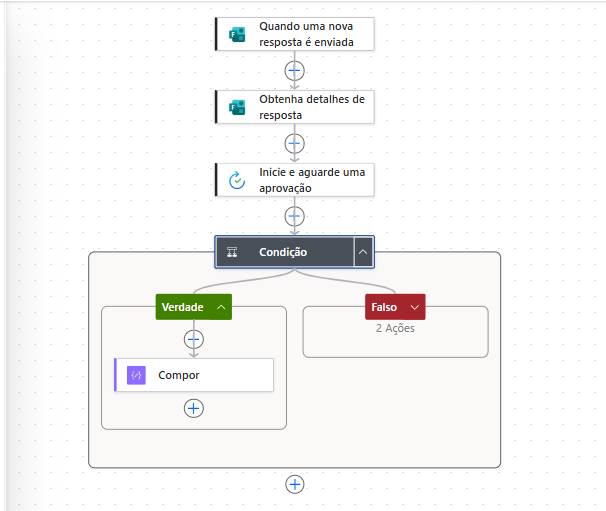 Quando uma nova
resposta é enviada
Obtenha detalhes de
resposta
Inicie e aguarde uma
aprovação
Condição
Verdade
Falso
2 Ações
Compor